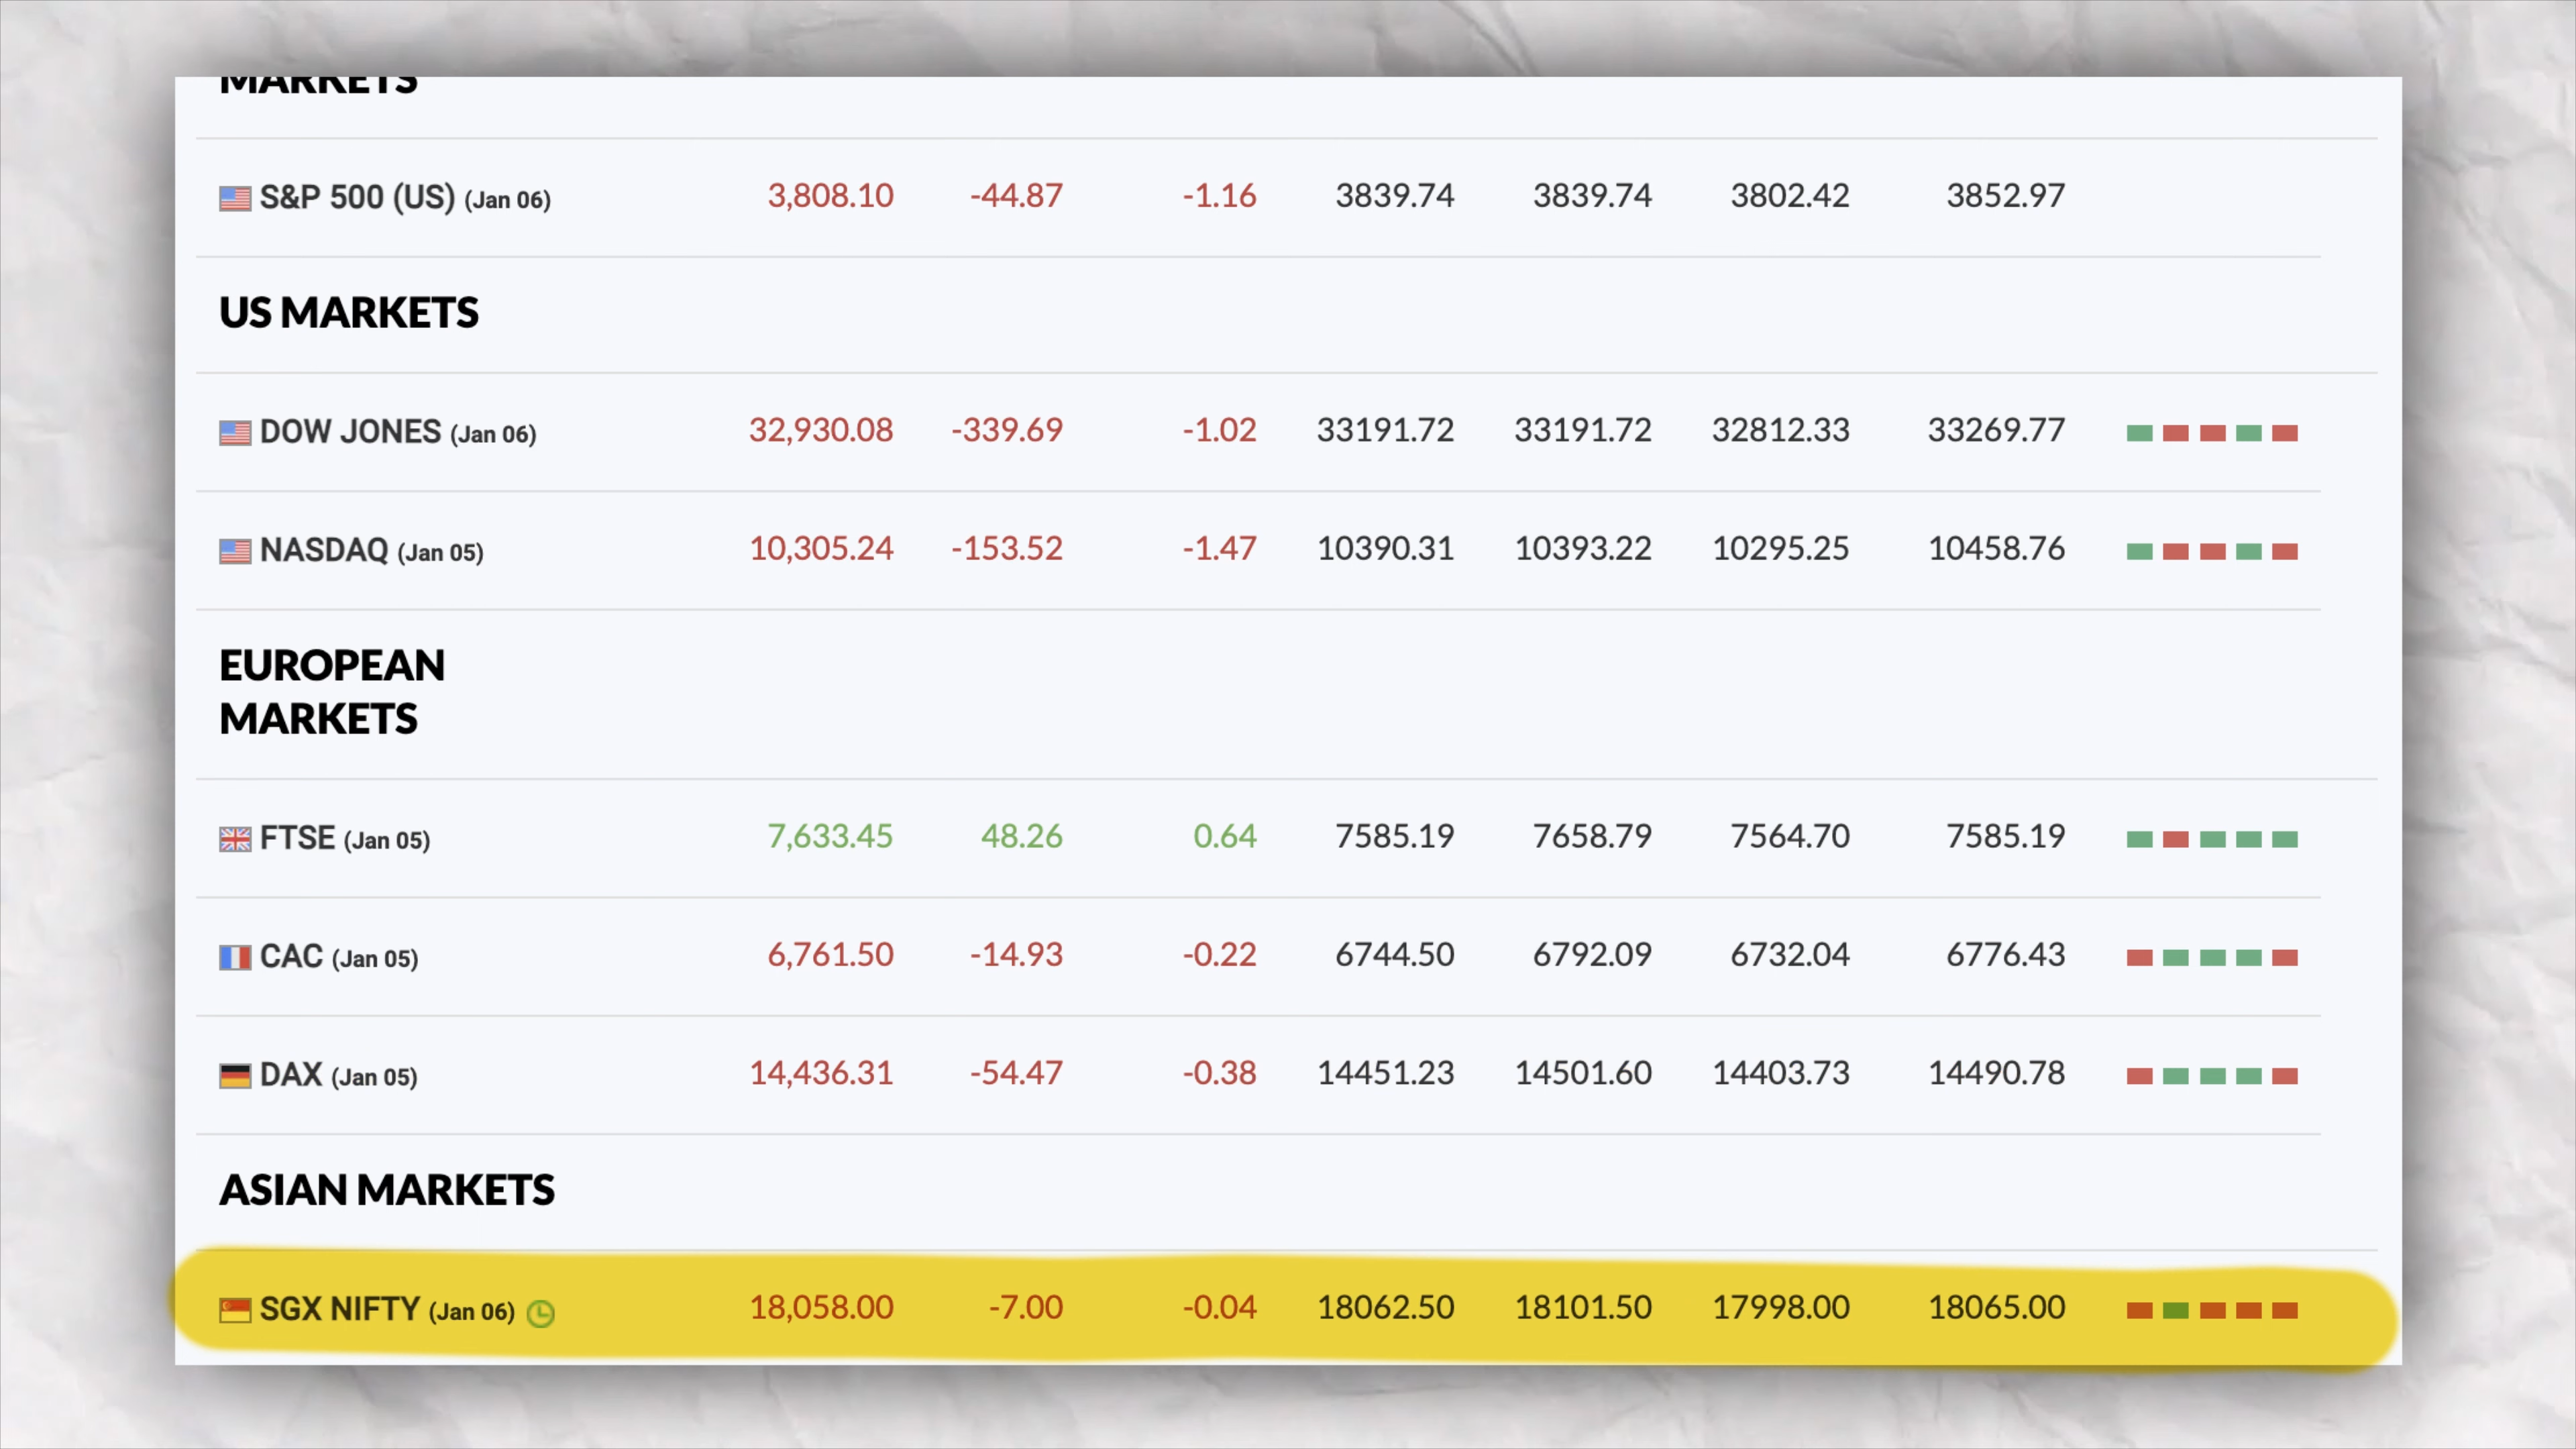 MARKETS
S&P 500 (US) (Jan 06) 3,808.10 -44.87 -1.16 3839.74 3839.74 3802.42 3852.97
US MARKETS
DOW JONES (Jan 06) 32,930.08 -339.69 -1.02 33191.72 33191.72 32812.33 33269.77
NASDAQ (Jan 05) 10,305.24 -153.52 -1.47 10390.31 10393.22 10295.25 10458.76
EUROPEAN
MARKETS
FTSE (Jan 05) 7,633.45 48.26 0.64 7585.19 7658.79 7564.70 7585.19
CAC (Jan 05) 6,761.50 -14.93 -0.22 6744.50 6792.09 6732.04 6776.43
DAX (Jan 05) 14,436.31 -54.47 -0.38 14451.23 14501.60 14403.73 14490.78
ASIAN MARKETS
SGX NIFTY (Jan 06) 18,058.00 -7.00 -0.04 18062.50 18101.50 17998.00 18065.00